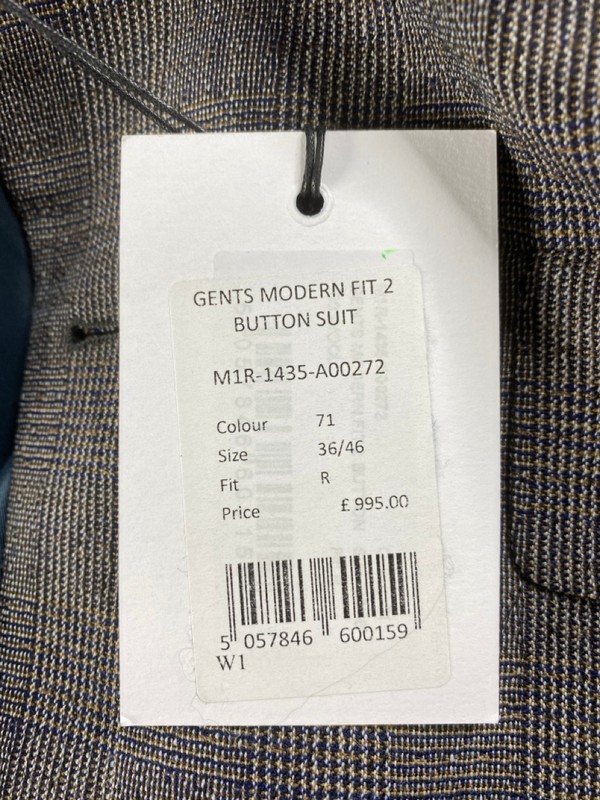 GENTS MODERN FIT 2
BUTTON SUIT
M1R-1435-A00272
Colour 71
Size 36/46
Fit R
Price £ 995.00
5 057846 600159
W1